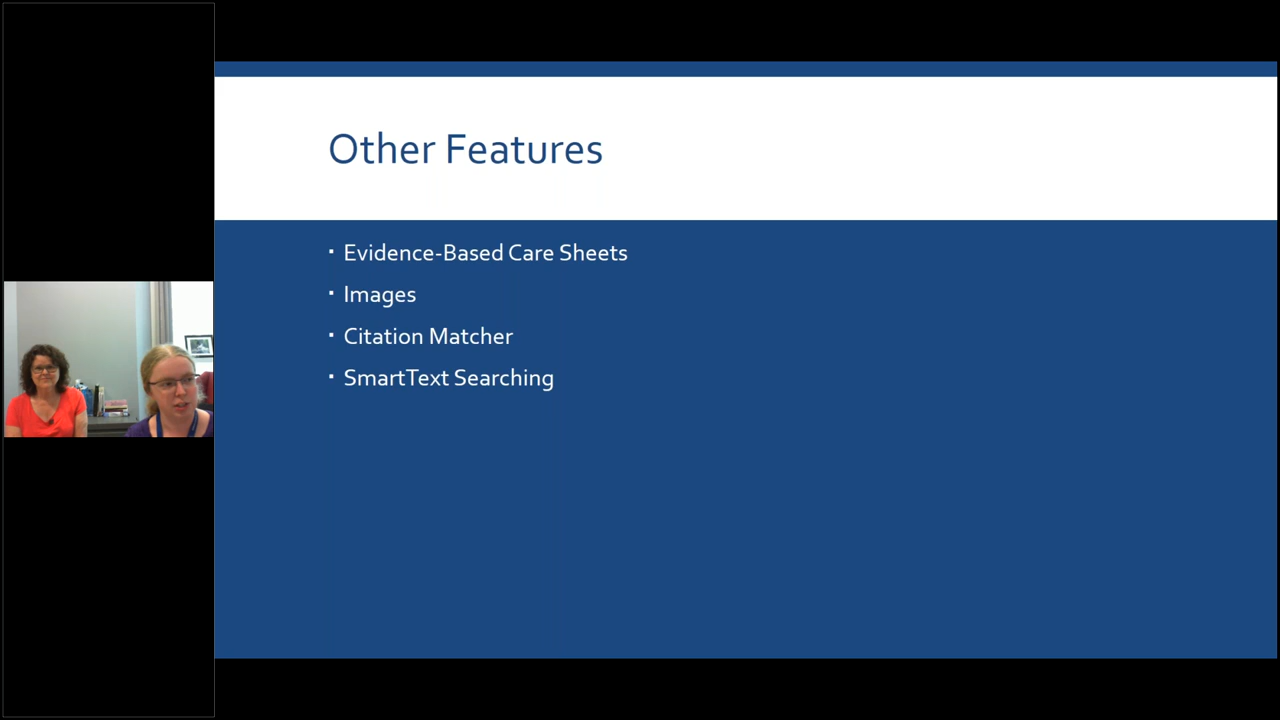 Other Features
Evidence-Based Care Sheets
Images
Citation Matcher
SmartText Searching